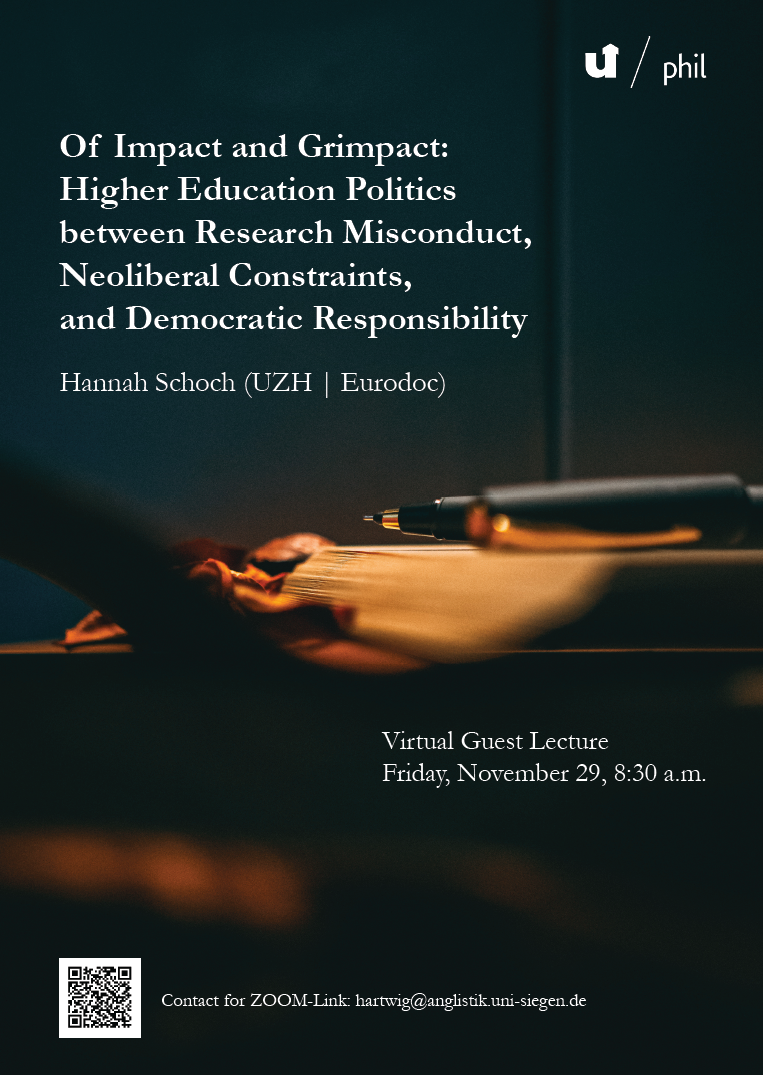 u / phil
Of Impact and Grimpact:
Higher Education Politics
between Research Misconduct,
Neoliberal Constraints,
and Democratic Responsibility
Hannah Schoch (UZH | Eurodoc)
Virtual Guest Lecture
Friday, November 29, 8:30 a.m.
Contact for ZOOM-Link: hartwig@anglistik.uni-siegen.de